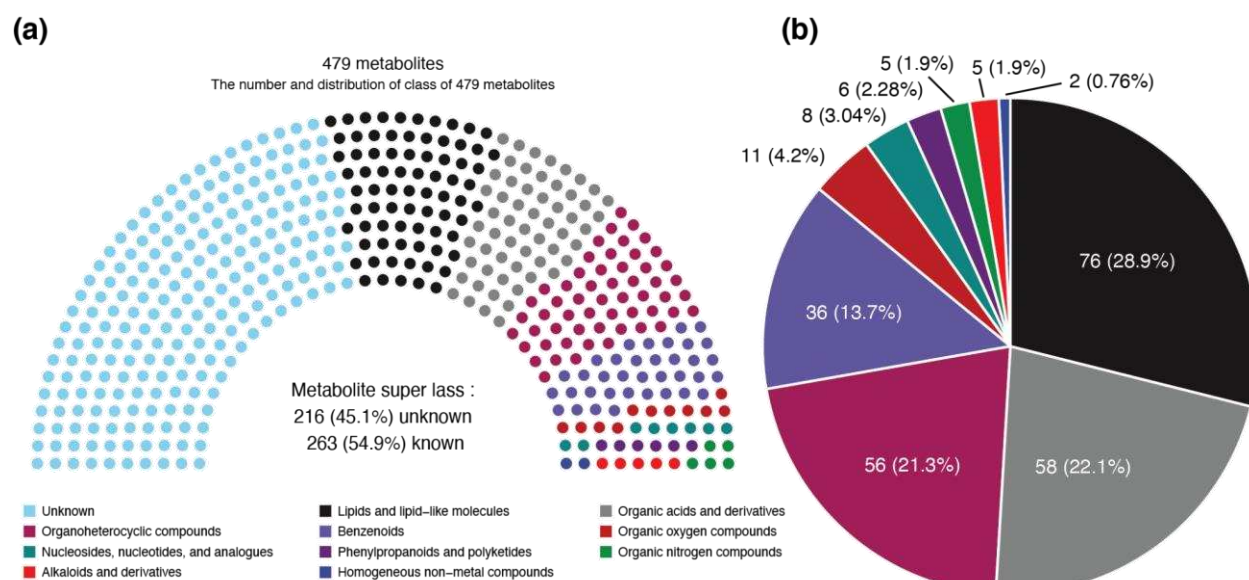 (a)
479 metabolites
The number and distribution of class of 479 metabolites
Metabolite super lass :
216 (45.1%) unknown
263 (54.9%) known
Unknown
Lipids and lipid-like molecules
Organic acids and derivatives
Organoheterocyclic compounds
Benzenoids
Organic oxygen compounds
Nucleosides, nucleotides, and analogues
Phenylpropanoids and polyketides
Organic nitrogen compounds
Alkaloids and derivatives
Homogeneous non-metal compounds
(b)
5 (1.9%)
5 (1.9%)
2 (0.76%)
6 (2.28%)
8 (3.04%)
11 (4.2%)
76 (28.9%)
36 (13.7%)
56 (21.3%)
58 (22.1%)